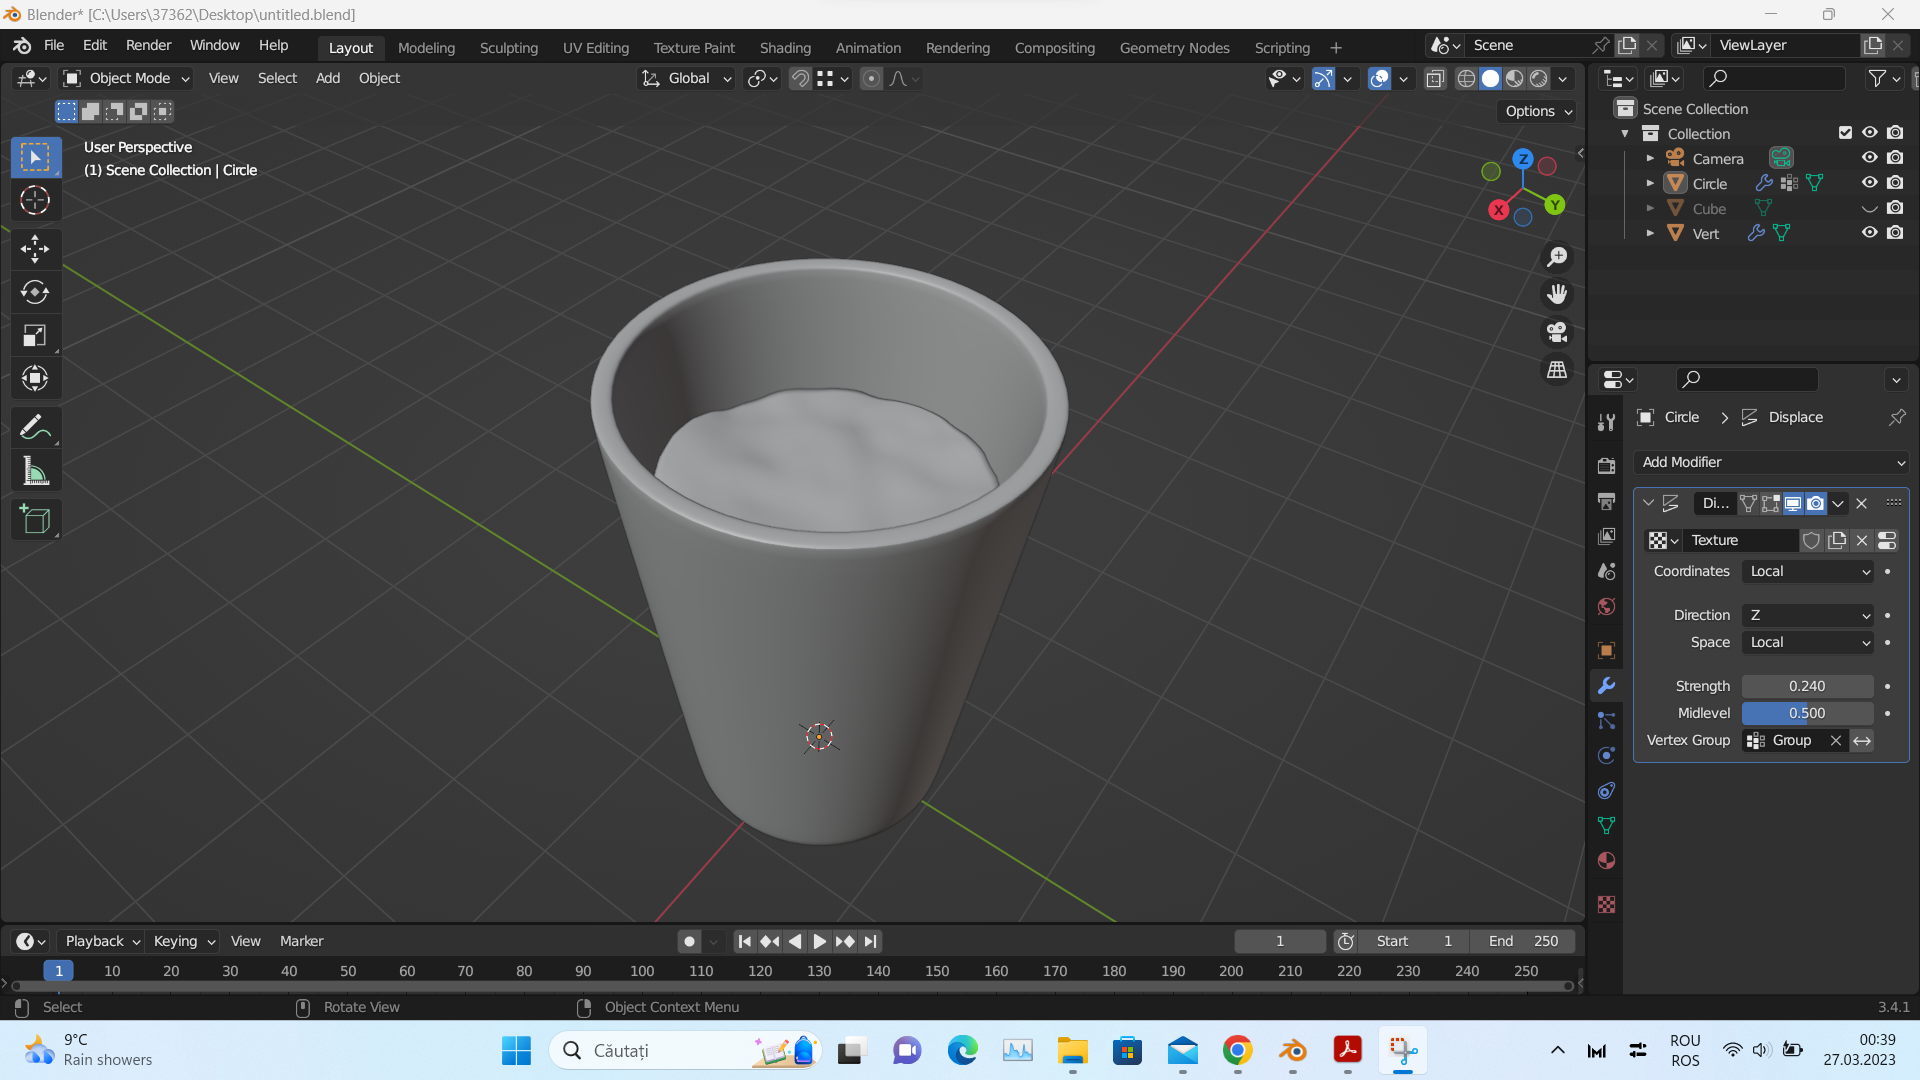 Blender* [C:\Users\37362\Desktop\untitled.blend]
File Edit Render Window Help Layout Modeling Sculpting UV Editing Texture Paint Shading Animation Rendering Compositing Geometry Nodes Scripting + Scene ViewLayer
Object Mode View Select Add Object Global
Options
User Perspective
(1) Scene Collection | Circle
Z
Y
X
Scene Collection
Collection
Camera
Circle
Cube
Vert
Circle > Displace
Add Modifier
Di...
Texture
Coordinates Local
Direction Z
Space Local
Strength 0.240
Midlevel 0.500
Vertex Group Group
Playback Keying View Marker 1 Start 1 End 250
1 10 20 30 40 50 60 70 80 90 100 110 120 130 140 150 160 170 180 190 200 210 220 230 240 250
Select Rotate View Object Context Menu 3.4.1
9°C
Rain showers
Căutați
ROU
ROS
00:39
27.03.2023